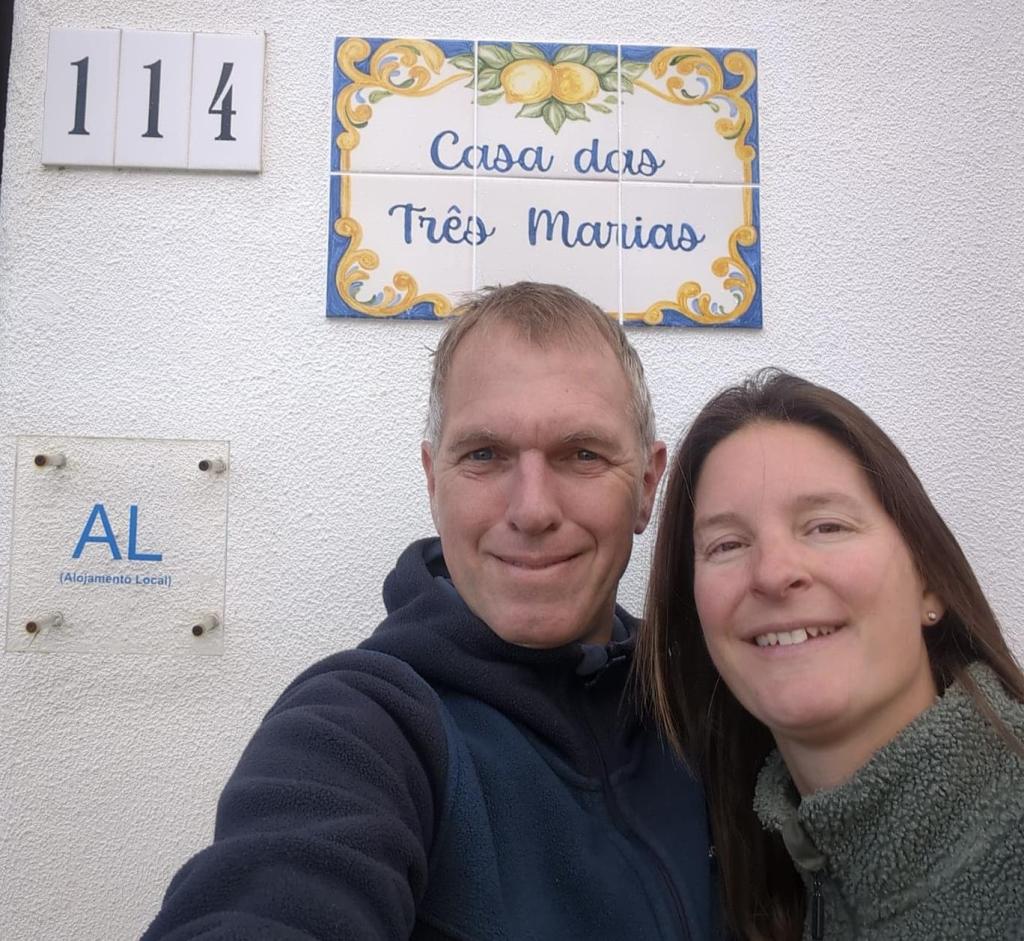 114
Casa das
Três Marias
AL
(Alojamento Local)